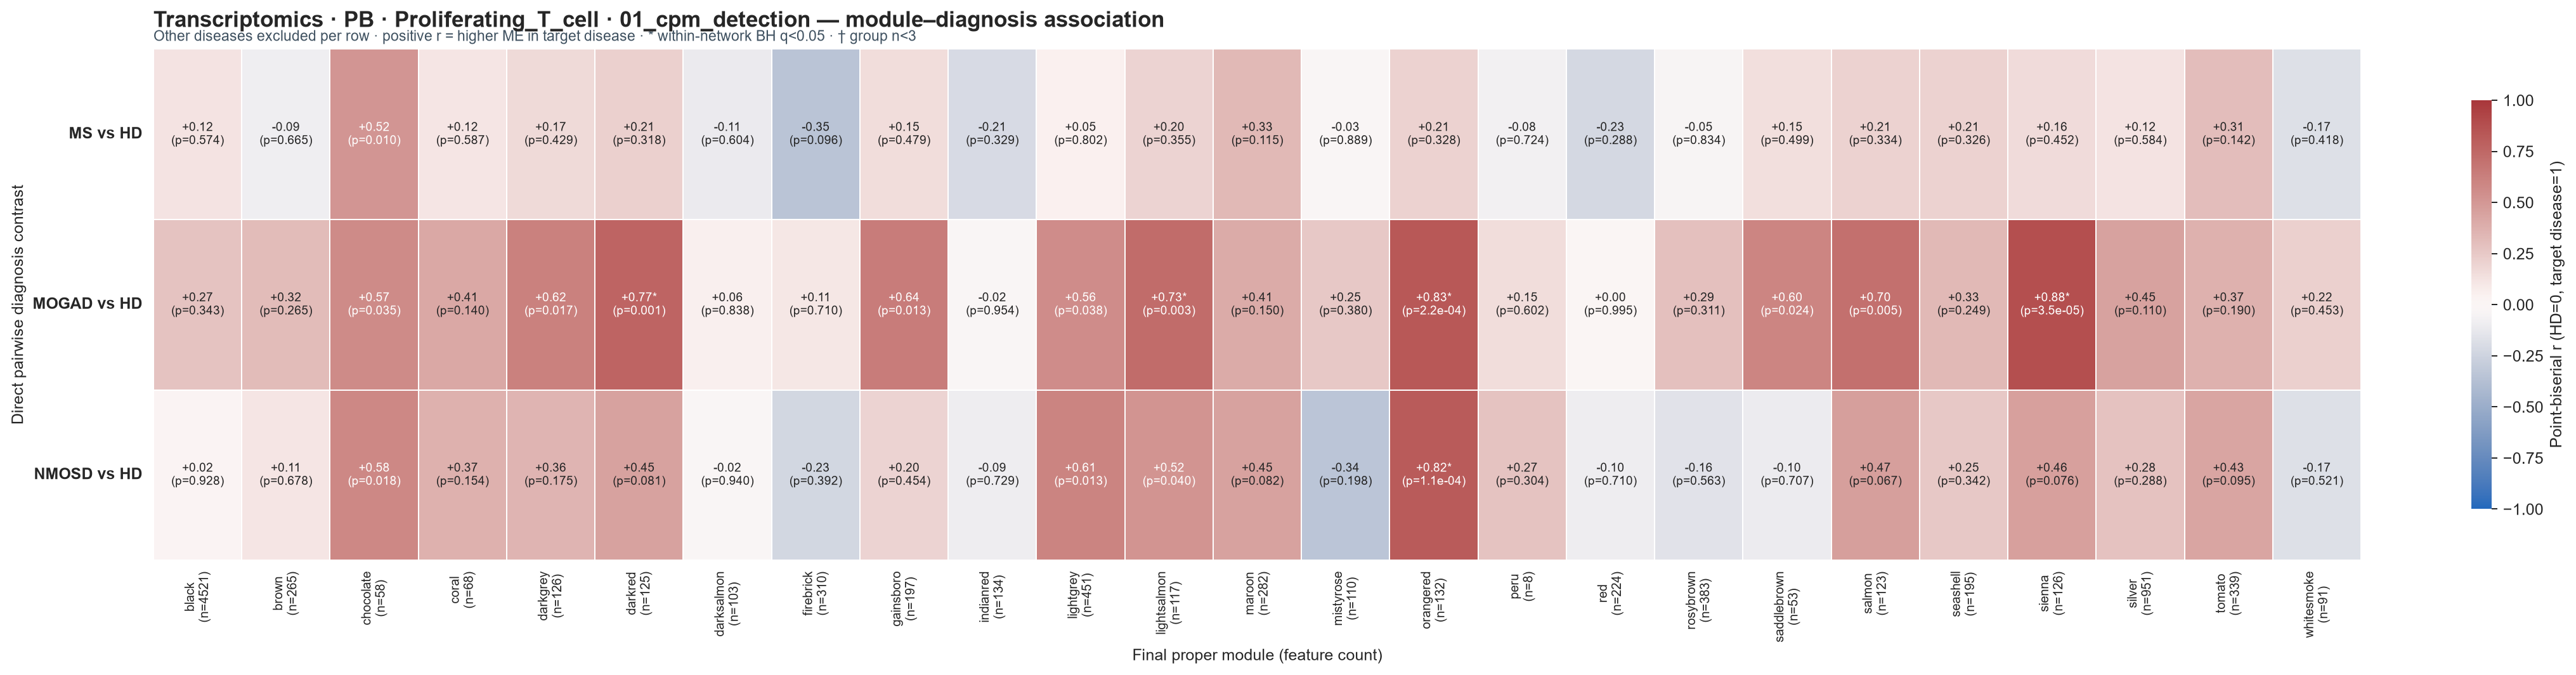 Transcriptomics · PB · Proliferating_T_cell · 01_cpm_detection — module–diagnosis association
Other diseases excluded per row · positive r = higher ME in target disease · * within-network BH q<0.05 · † group n<3
Direct pairwise diagnosis contrast
MS vs HD
+0.12 -0.09 +0.52 +0.12 +0.17 +0.21 -0.11 -0.35 +0.15 -0.21 +0.05 +0.20 +0.33 -0.03 +0.21 -0.08 -0.23 -0.05 +0.15 +0.21 +0.21 +0.16 +0.12 +0.31 -0.17
(p=0.574) (p=0.665) (p=0.010) (p=0.587) (p=0.429) (p=0.318) (p=0.604) (p=0.096) (p=0.479) (p=0.329) (p=0.802) (p=0.355) (p=0.115) (p=0.889) (p=0.328) (p=0.724) (p=0.288) (p=0.834) (p=0.499) (p=0.334) (p=0.326) (p=0.452) (p=0.584) (p=0.142) (p=0.418)
MOGAD vs HD
+0.27 +0.32 +0.57 +0.41 +0.62 +0.77* +0.06 +0.11 +0.64 -0.02 +0.56 +0.73* +0.41 +0.25 +0.83* +0.15 +0.00 +0.29 +0.60 +0.70 +0.33 +0.88* +0.45 +0.37 +0.22
(p=0.343) (p=0.265) (p=0.035) (p=0.140) (p=0.017) (p=0.001) (p=0.838) (p=0.710) (p=0.013) (p=0.954) (p=0.038) (p=0.003) (p=0.150) (p=0.380) (p=2.2e-04) (p=0.602) (p=0.995) (p=0.311) (p=0.024) (p=0.005) (p=0.249) (p=3.5e-05) (p=0.110) (p=0.190) (p=0.453)
NMOSD vs HD
+0.02 +0.11 +0.58 +0.37 +0.36 +0.45 -0.02 -0.23 +0.20 -0.09 +0.61 +0.52 +0.45 -0.34 +0.82* +0.27 -0.10 -0.16 -0.10 +0.47 +0.25 +0.46 +0.28 +0.43 -0.17
(p=0.928) (p=0.678) (p=0.018) (p=0.154) (p=0.175) (p=0.081) (p=0.940) (p=0.392) (p=0.454) (p=0.729) (p=0.013) (p=0.040) (p=0.082) (p=0.198) (p=1.1e-04) (p=0.304) (p=0.710) (p=0.563) (p=0.707) (p=0.067) (p=0.342) (p=0.076) (p=0.288) (p=0.095) (p=0.521)
black
(n=4521)
brown
(n=265)
chocolate
(n=58)
coral
(n=68)
darkgrey
(n=126)
darkred
(n=125)
darksalmon
(n=103)
firebrick
(n=310)
gainsboro
(n=197)
indianred
(n=134)
lightgrey
(n=451)
lightsalmon
(n=117)
maroon
(n=282)
mistyrose
(n=110)
orangered
(n=132)
peru
(n=8)
red
(n=224)
rosybrown
(n=383)
saddlebrown
(n=53)
salmon
(n=123)
seashell
(n=195)
sienna
(n=126)
silver
(n=951)
tomato
(n=339)
whitesmoke
(n=91)
Final proper module (feature count)
1.00
0.75
0.50
0.25
0.00
−0.25
−0.50
−0.75
−1.00
Point-biserial r (HD=0, target disease=1)